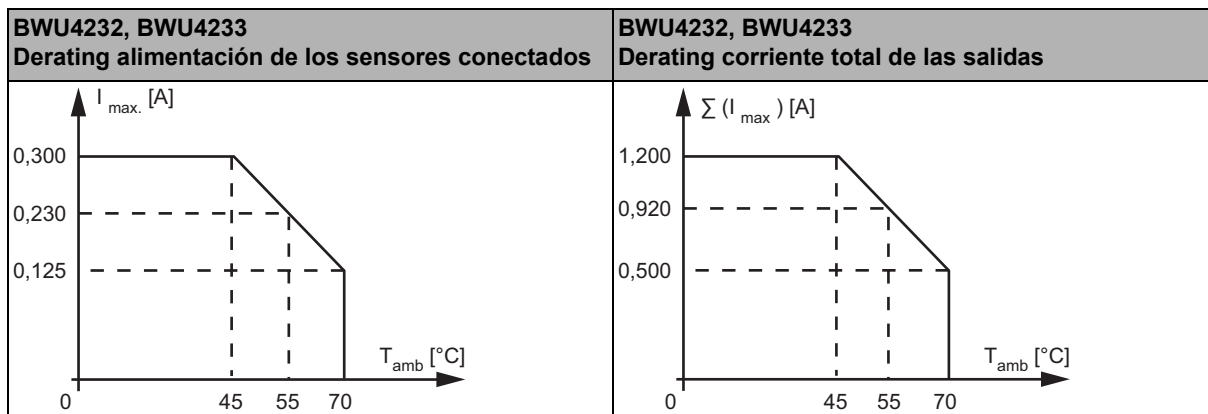 BWU4232, BWU4233
Derating alimentación de los sensores conectados
I max. [A]
0,300
0,230
0,125
T amb [°C]
0 45 55 70
BWU4232, BWU4233
Derating corriente total de las salidas
∑ (I max ) [A]
1,200
0,920
0,500
T amb [°C]
0 45 55 70